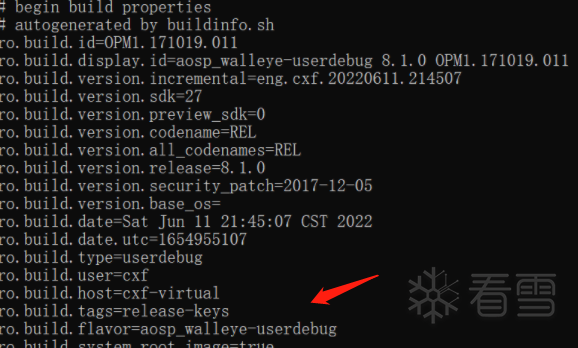 # begin build properties
# autogenerated by buildinfo.sh
ro.build.id=OPM1.171019.011
ro.build.display.id=aosp_walleye-userdebug 8.1.0 OPM1.171019.011
ro.build.version.incremental=eng.cxf.20220611.214507
ro.build.version.sdk=27
ro.build.version.preview_sdk=0
ro.build.version.codename=REL
ro.build.version.all_codenames=REL
ro.build.version.release=8.1.0
ro.build.version.security_patch=2017-12-05
ro.build.version.base_os=
ro.build.date=Sat Jun 11 21:45:07 CST 2022
ro.build.date.utc=1654955107
ro.build.type=userdebug
ro.build.user=cxf
ro.build.host=cxf-virtual
ro.build.tags=release-keys
ro.build.flavor=aosp_walleye-userdebug
ro.build.system_root_image=true
看雪